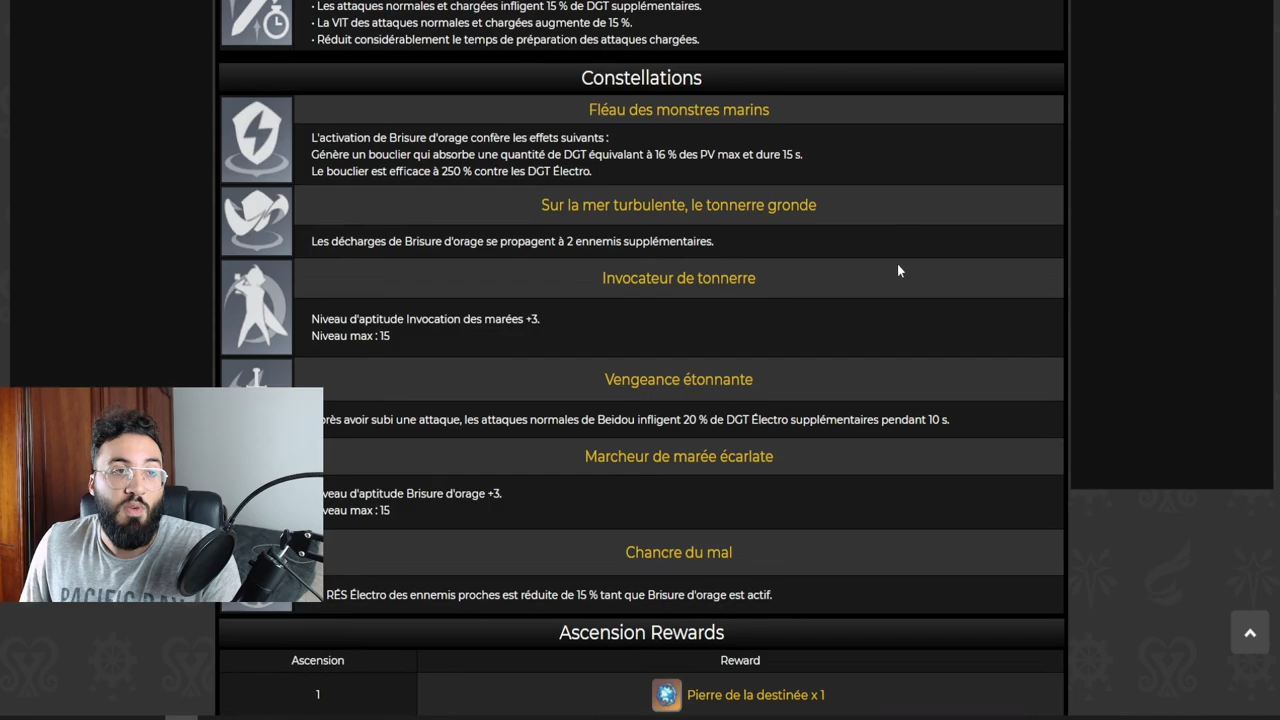 • Les attaques normales et chargées infligent 15 % de DGT supplémentaires.
• La VIT des attaques normales et chargées augmente de 15 %.
• Réduit considérablement le temps de préparation des attaques chargées.
Constellations
Fléau des monstres marins
L'activation de Brisure d'orage confère les effets suivants :
Génère un bouclier qui absorbe une quantité de DGT équivalant à 16 % des PV max et dure 15 s.
Le bouclier est efficace à 250 % contre les DGT Électro.
Sur la mer turbulente, le tonnerre gronde
Les décharges de Brisure d'orage se propagent à 2 ennemis supplémentaires.
Invocateur de tonnerre
Niveau d'aptitude Invocation des marées +3.
Niveau max : 15
Vengeance étonnante
près avoir subi une attaque, les attaques normales de Beidou infligent 20 % de DGT Électro supplémentaires pendant 10 s.
Marcheur de marée écarlate
veau d'aptitude Brisure d'orage +3.
veau max : 15
Chancre du mal
RÉS Électro des ennemis proches est réduite de 15 % tant que Brisure d'orage est actif.
Ascension Rewards
Ascension Reward
1 Pierre de la destinée x 1